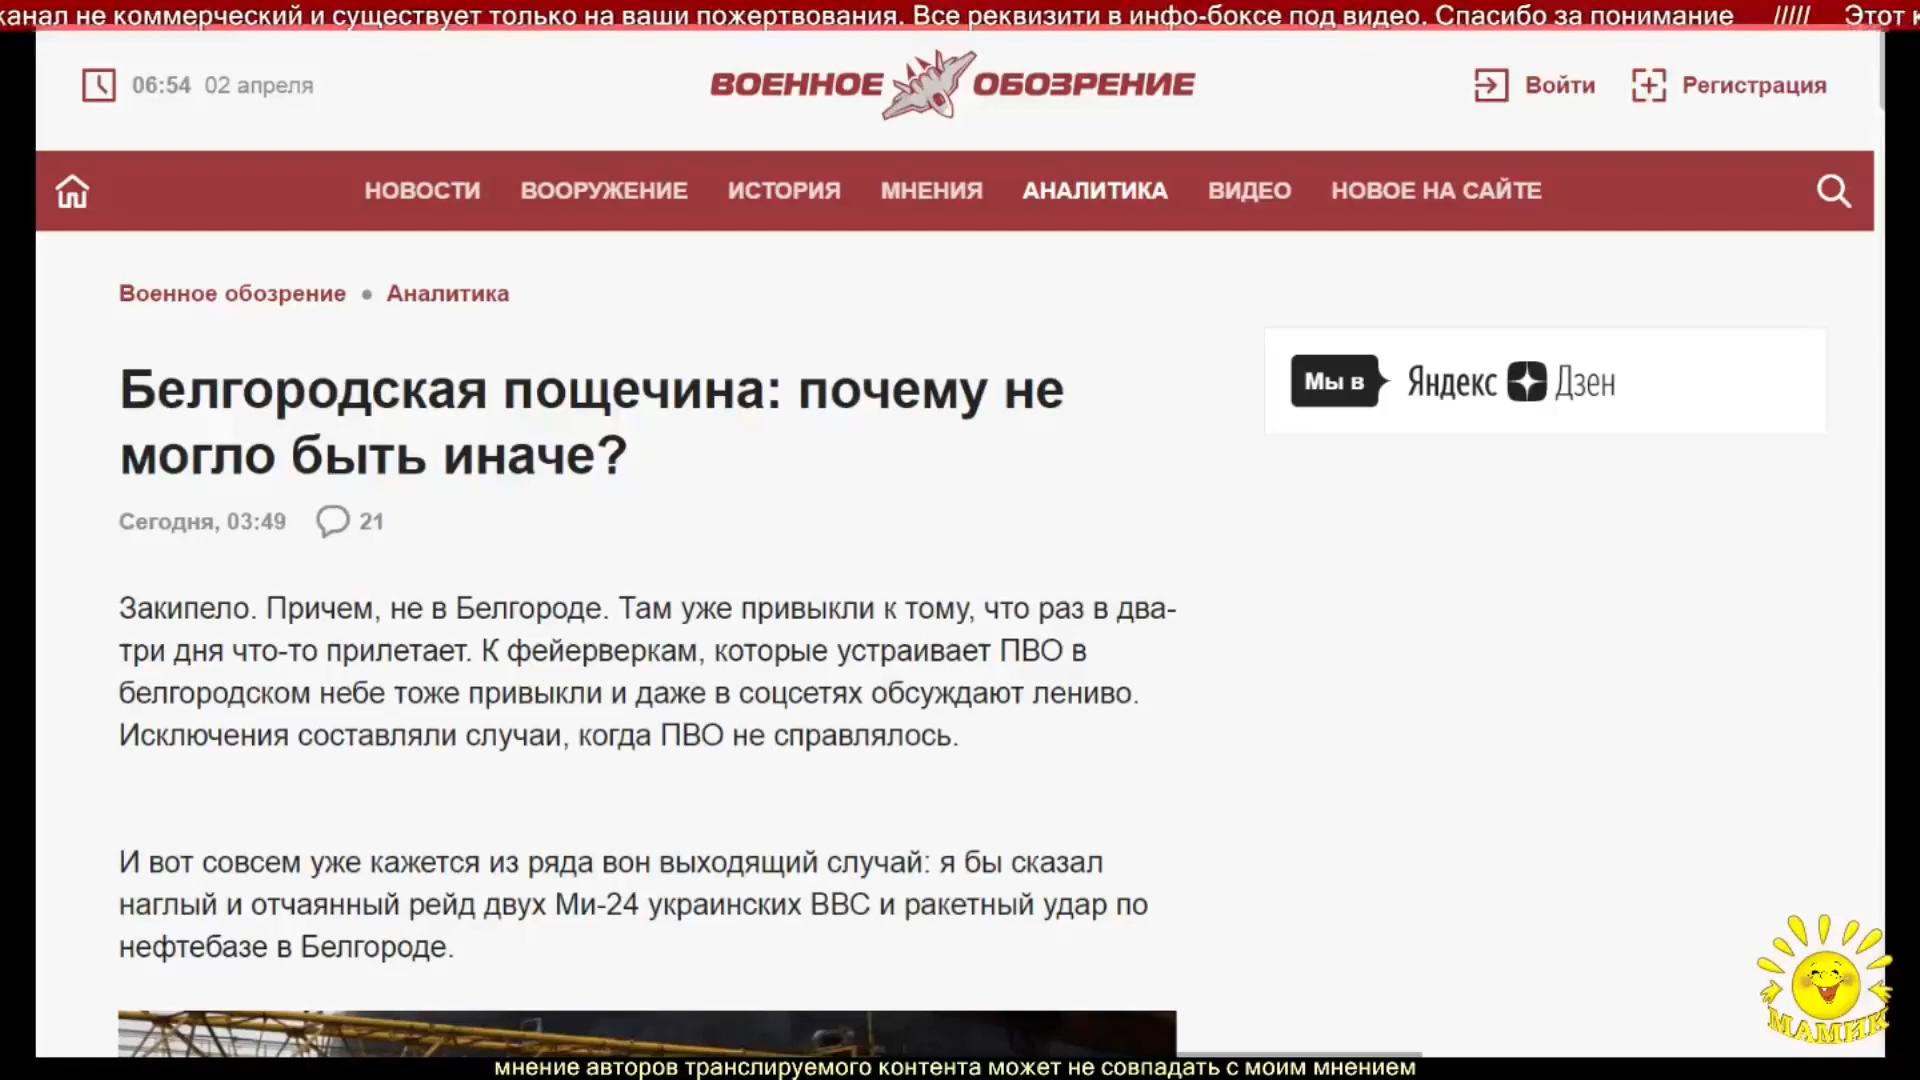 канал не коммерческий и существует только на ваши пожертвования. Все реквизити в инфо-боксе под видео. Спасибо за понимание ///// Этот к
06:54 02 апреля
ВОЕННОЕ ОБОЗРЕНИЕ
Войти
Регистрация
НОВОСТИ ВООРУЖЕНИЕ ИСТОРИЯ МНЕНИЯ АНАЛИТИКА ВИДЕО НОВОЕ НА САЙТЕ
Военное обозрение • Аналитика
Белгородская пощечина: почему не
могло быть иначе?
Сегодня, 03:49 21
Мы в Яндекс Дзен
Закипело. Причем, не в Белгороде. Там уже привыкли к тому, что раз в два-
три дня что-то прилетает. К фейерверкам, которые устраивает ПВО в
белгородском небе тоже привыкли и даже в соцсетях обсуждают лениво.
Исключения составляли случаи, когда ПВО не справлялось.
И вот совсем уже кажется из ряда вон выходящий случай: я бы сказал
наглый и отчаянный рейд двух Ми-24 украинских ВВС и ракетный удар по
нефтебазе в Белгороде.
МАМИК
мнение авторов транслируемого контента может не совпадать с моим мнением